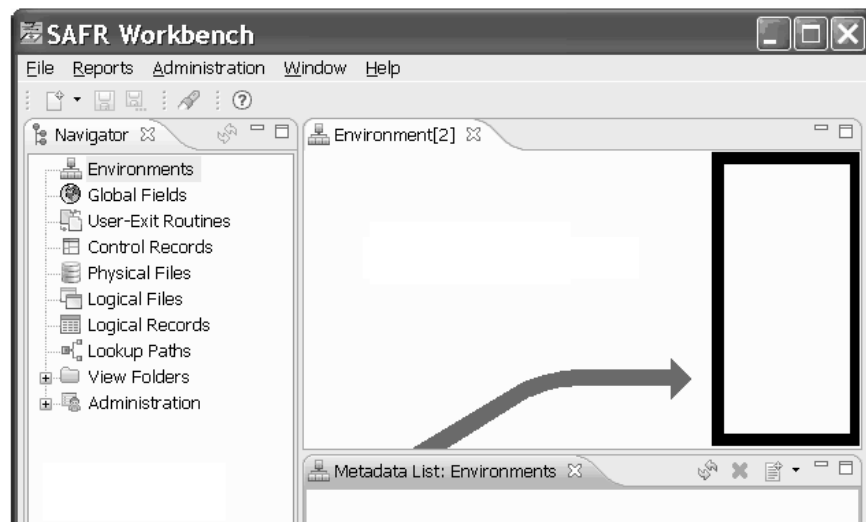 SAFR Workbench
File Reports Administration Window Help
Navigator
Environments
Global Fields
User-Exit Routines
Control Records
Physical Files
Logical Files
Logical Records
Lookup Paths
View Folders
Administration
Environment[2]
Metadata List: Environments